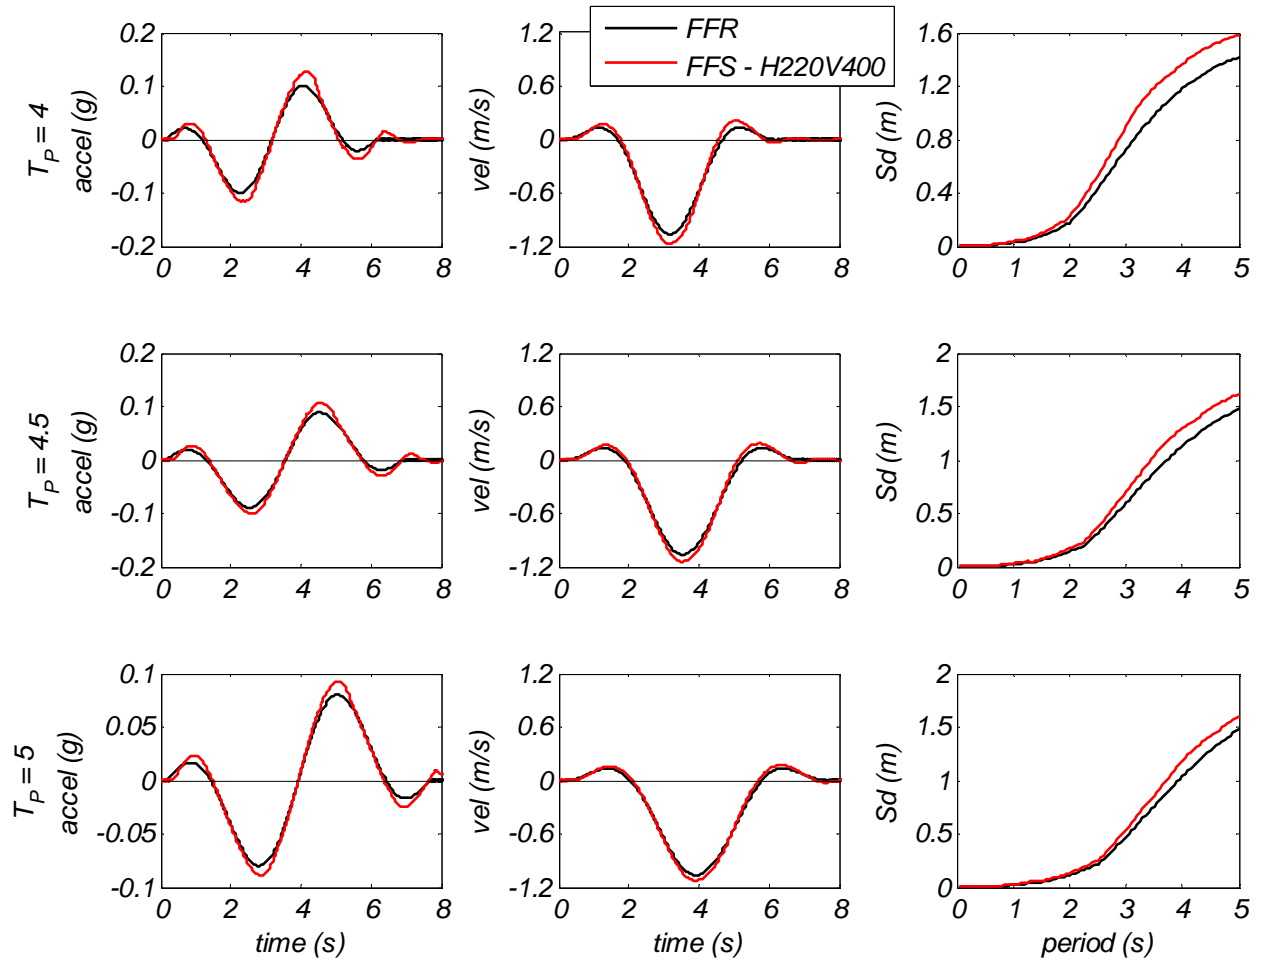 FFR
FFS - H220V400
T_P = 4
accel (g)
0.2
0.1
0
-0.1
-0.2
0 2 4 6 8
vel (m/s)
1.2
0.6
0
-0.6
-1.2
0 2 4 6 8
Sd (m)
1.6
1.2
0.8
0.4
0
0 1 2 3 4 5
T_P = 4.5
accel (g)
0.2
0.1
0
-0.1
-0.2
0 2 4 6 8
vel (m/s)
1.2
0.6
0
-0.6
-1.2
0 2 4 6 8
Sd (m)
2
1.5
1
0.5
0
0 1 2 3 4 5
T_P = 5
accel (g)
0.1
0.05
0
-0.05
-0.1
0 2 4 6 8
time (s)
vel (m/s)
1.2
0.6
0
-0.6
-1.2
0 2 4 6 8
time (s)
Sd (m)
2
1.5
1
0.5
0
0 1 2 3 4 5
period (s)